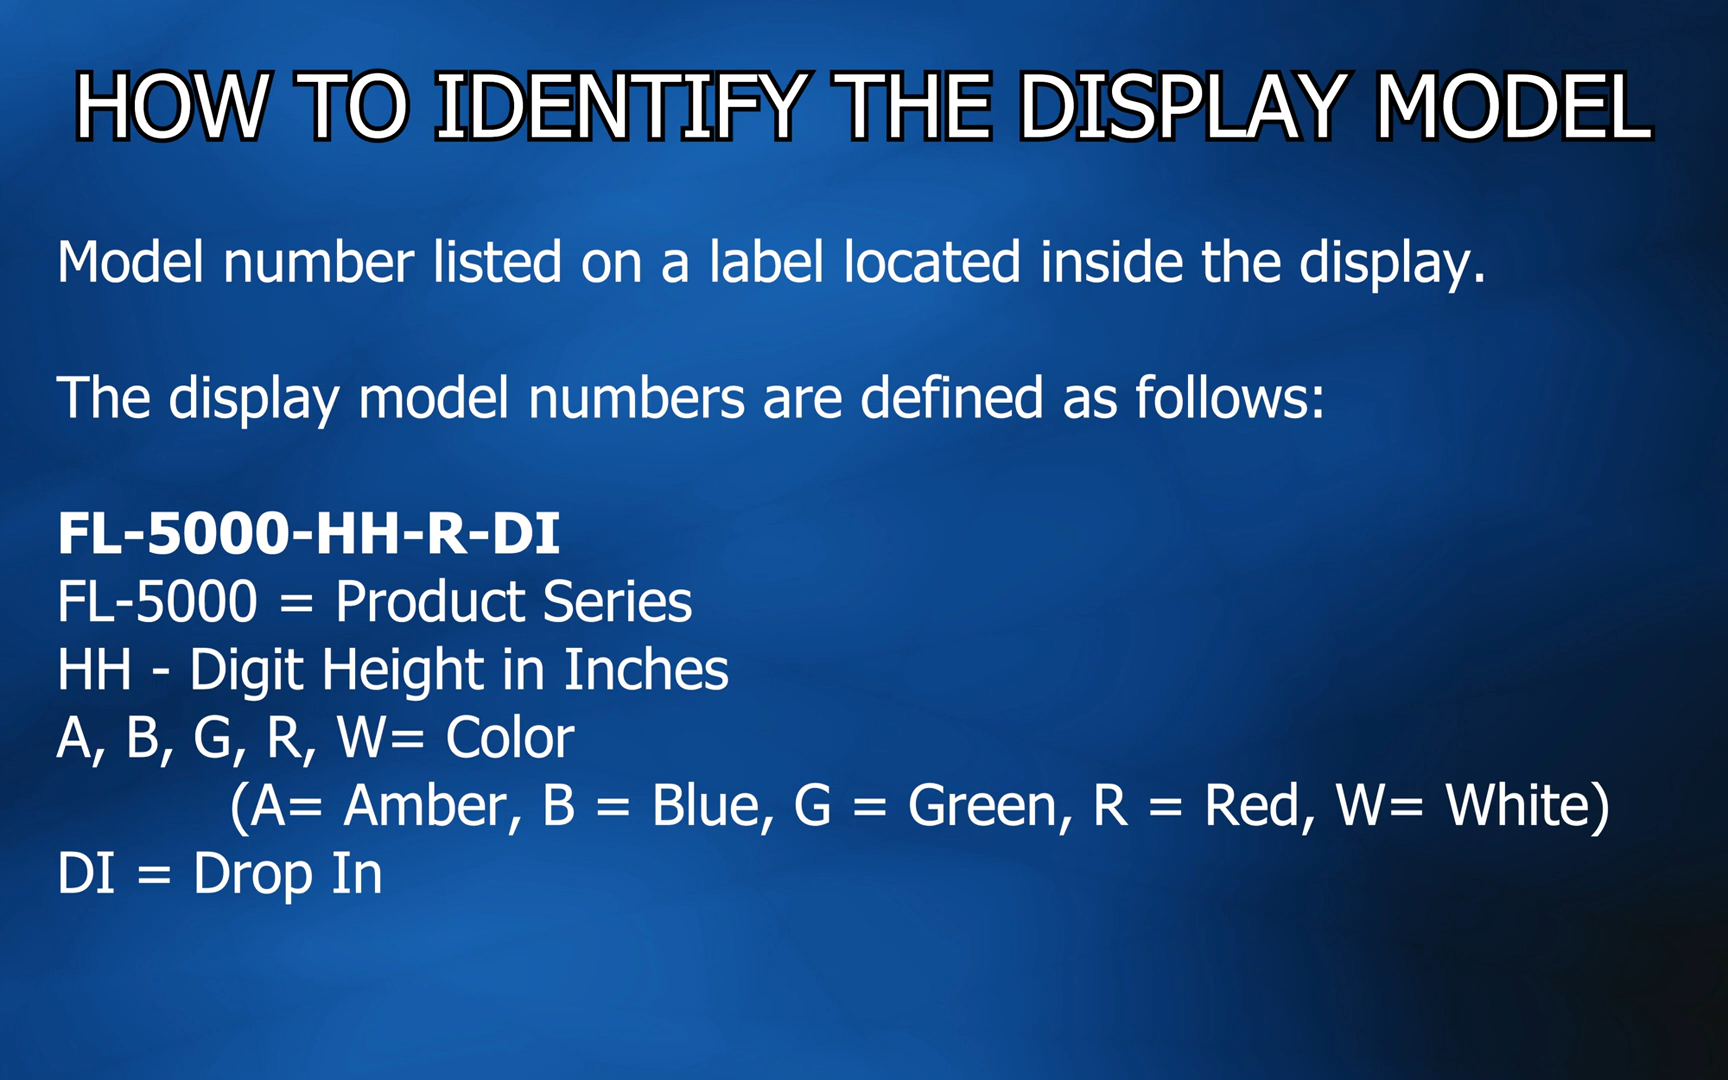 HOW TO IDENTIFY THE DISPLAY MODEL
Model number listed on a label located inside the display.
The display model numbers are defined as follows:
FL-5000-HH-R-DI
FL-5000 = Product Series
HH - Digit Height in Inches
A, B, G, R, W= Color
(A= Amber, B = Blue, G = Green, R = Red, W= White)
DI = Drop In